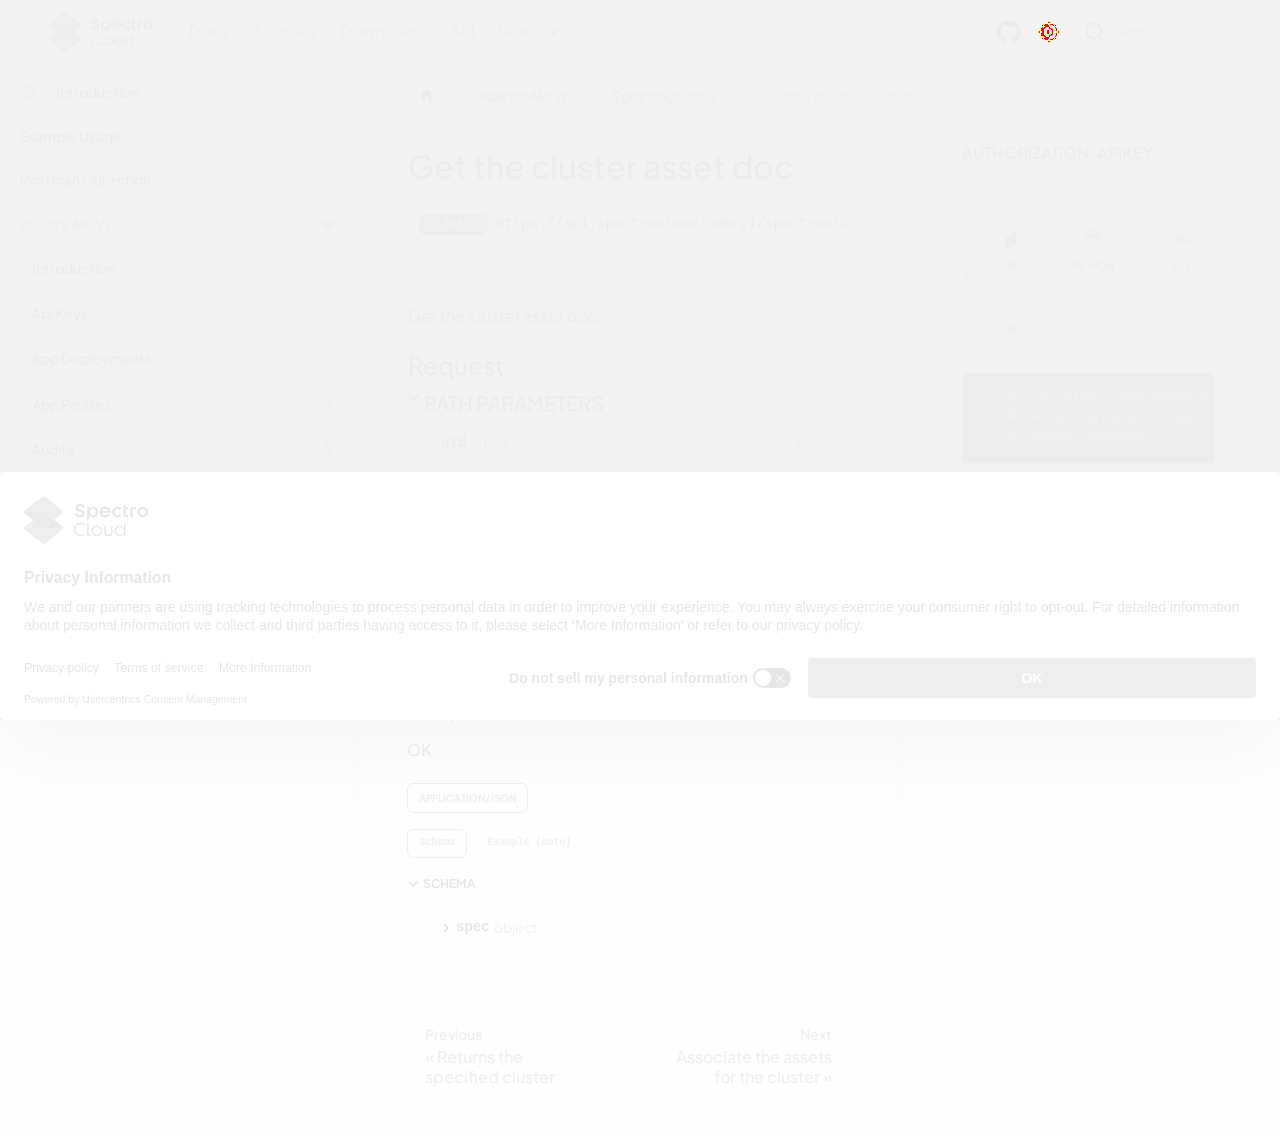 Spectro
Cloud
Docs
Tutorials
Downloads
API
latest
Search
Introduction
Palette API V1
Spectroclusters
Get the cluster asset doc
Example Usage
Postman Collection
Palette API V1
Introduction
Api Keys
App Deployments
App Profiles
Audits
Get the cluster asset doc
GET https://api.spectrocloud.com/v1/spectroclu
Get the cluster asset doc
Request
PATH PARAMETERS
uid string REQUIRED
AUTHORIZATION: APIKEY
CURL PYTHON GO
CURL
Spectro
Cloud
Privacy Information
We and our partners are using tracking technologies to process personal data in order to improve your experience. You may always exercise your consumer right to opt-out. For detailed information
about personal information we collect and third parties having access to it, please select 'More Information' or refer to our privacy policy.
Privacy policy Terms of service More Information
Do not sell my personal information
OK
Powered by Usercentrics Consent Management
OK
APPLICATION/JSON
Schema Example (auto)
SCHEMA
spec object
Previous
« Returns the
specified cluster
Next
Associate the assets
for the cluster »